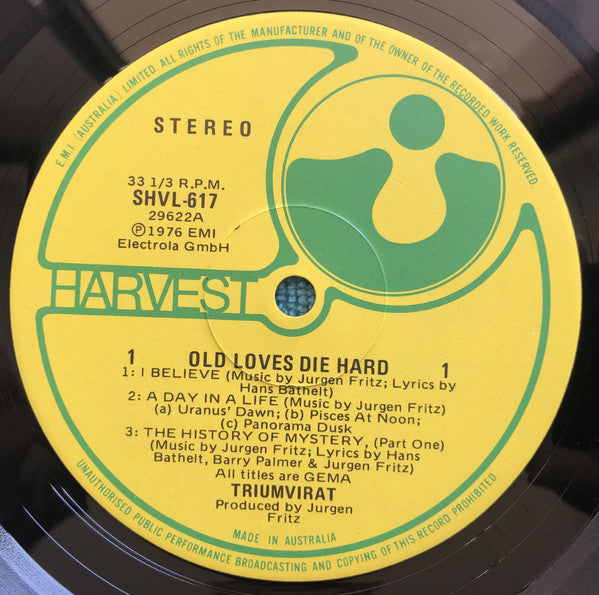 E.M.I. (AUSTRALIA) LIMITED. ALL RIGHTS OF THE MANUFACTURER AND OF THE OWNER OF THE RECORDED WORK RESERVED.
STEREO
33 1/3 R.P.M.
SHVL-617
29622A
Ⓟ1976 EMI
Electrola GmbH
HARVEST
1 OLD LOVES DIE HARD 1
1: I BELIEVE (Music by Jurgen Fritz; Lyrics by
Hans Bathelt)
2: A DAY IN A LIFE (Music by Jurgen Fritz)
(a) Uranus' Dawn; (b) Pisces At Noon;
(c) Panorama Dusk
3: THE HISTORY OF MYSTERY, (Part One)
(Music by Jurgen Fritz; Lyrics by Hans
Bathelt, Barry Palmer & Jurgen Fritz)
All titles are GEMA
TRIUMVIRAT
Produced by Jurgen
Fritz
MADE IN AUSTRALIA
UNAUTHORISED PUBLIC PERFORMANCE BROADCASTING AND COPYING OF THIS RECORD PROHIBITED.